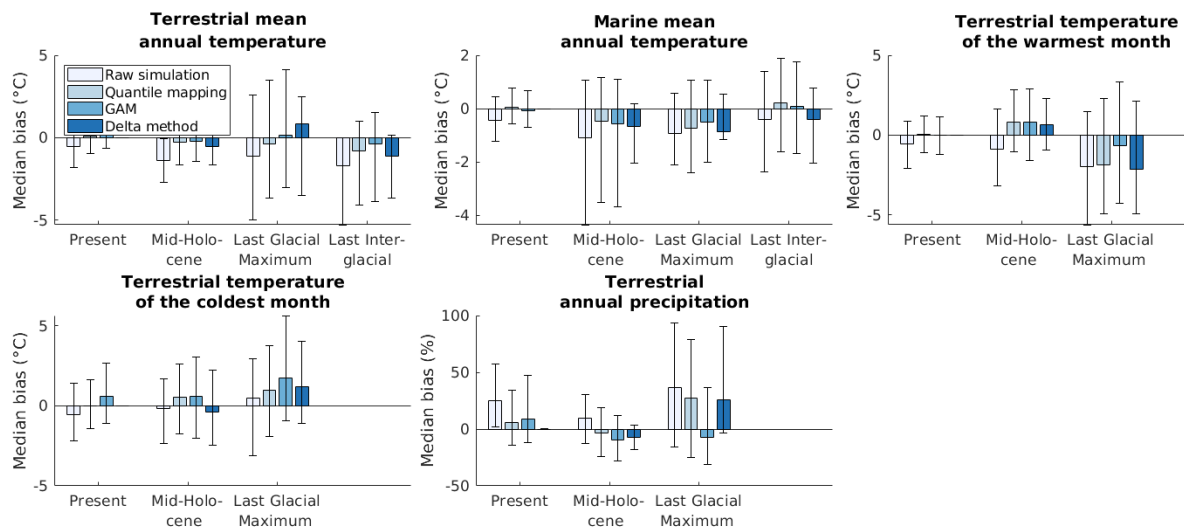 Terrestrial mean
annual temperature
Median bias (°C)
5
0
-5
Raw simulation
Quantile mapping
GAM
Delta method
Present
Mid-Holo-
cene
Last Glacial
Maximum
Last Inter-
glacial
Marine mean
annual temperature
Median bias (°C)
2
0
-2
-4
Present
Mid-Holo-
cene
Last Glacial
Maximum
Last Inter-
glacial
Terrestrial temperature
of the warmest month
Median bias (°C)
5
0
-5
Present
Mid-Holo-
cene
Last Glacial
Maximum
Terrestrial temperature
of the coldest month
Median bias (°C)
5
0
-5
Present
Mid-Holo-
cene
Last Glacial
Maximum
Terrestrial
annual precipitation
Median bias (%)
100
50
0
-50
Present
Mid-Holo-
cene
Last Glacial
Maximum